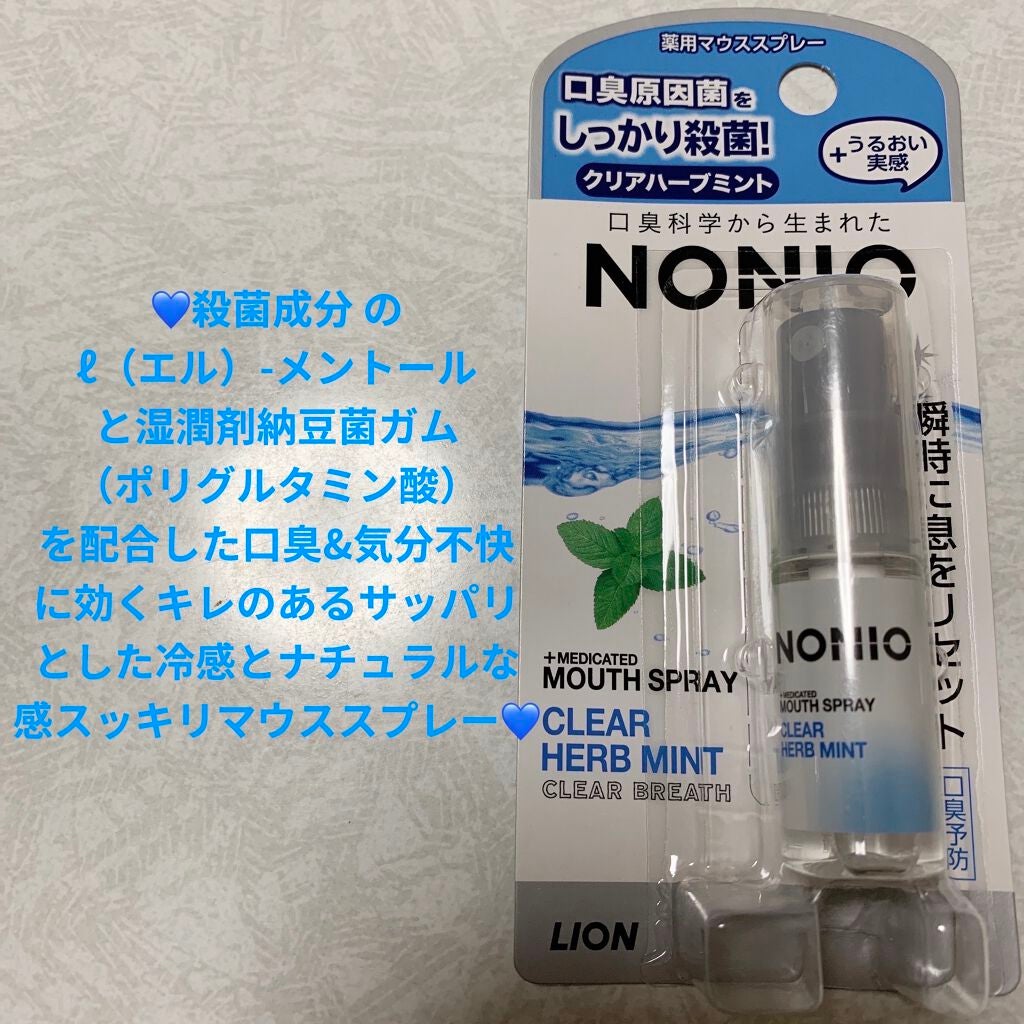 薬用マウススプレー
口臭原因菌を
しっかり殺菌!
+うるおい
実感
クリアハーブミント
口臭科学から生まれた
NONIO
瞬時に息をリセット
口臭予防
+MEDICATED
MOUTH SPRAY
CLEAR
HERB MINT
CLEAR BREATH
LION
NONIO
+MEDICATED
MOUTH SPRAY
CLEAR
HERB MINT
💙殺菌成分 の
ℓ（エル）-メントール
と湿潤剤納豆菌ガム
（ポリグルタミン酸）
を配合した口臭&気分不快
に効くキレのあるサッパリ
とした冷感とナチュラルな
感スッキリマウススプレー💙